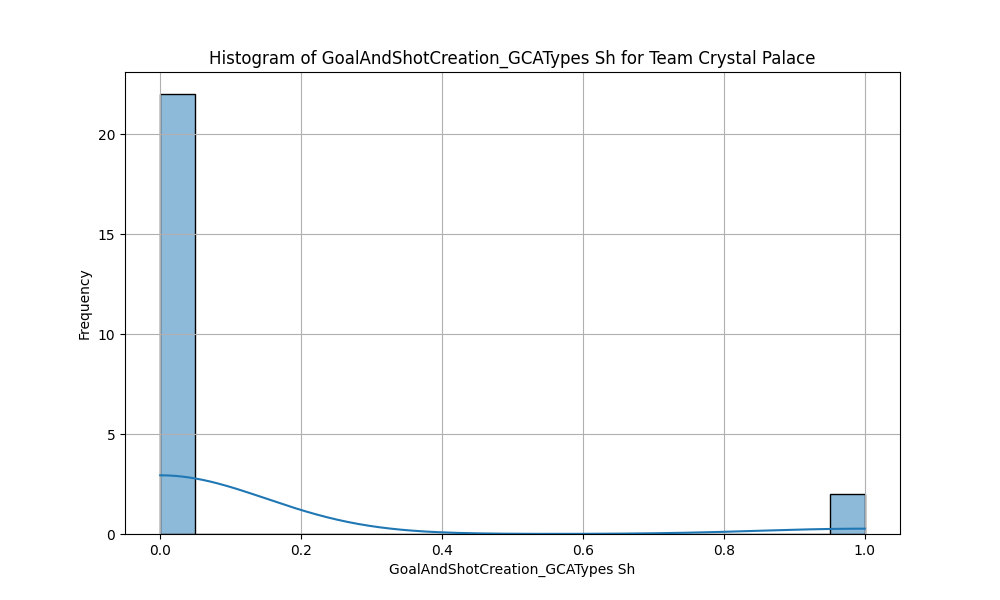 Histogram of GoalAndShotCreation_GCATypes Sh for Team Crystal Palace
Frequency
20
15
10
5
0
0.0 0.2 0.4 0.6 0.8 1.0
GoalAndShotCreation_GCATypes Sh